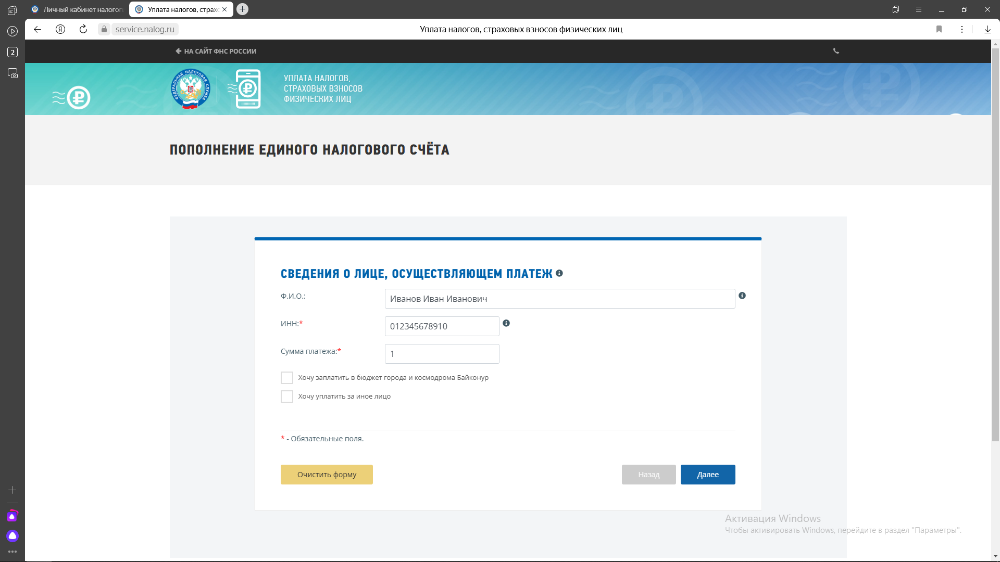 Личный кабинет налогоп
Уплата налогов, страхо
2
Я
service.nalog.ru
Уплата налогов, страховых взносов физических лиц
НА САЙТ ФНС РОССИИ
ФЕДЕРАЛЬНАЯ НАЛОГОВАЯ СЛУЖБА
УПЛАТА НАЛОГОВ,
СТРАХОВЫХ ВЗНОСОВ
ФИЗИЧЕСКИХ ЛИЦ
ПОПОЛНЕНИЕ ЕДИНОГО НАЛОГОВОГО СЧЁТА
СВЕДЕНИЯ О ЛИЦЕ, ОСУЩЕСТВЛЯЮЩЕМ ПЛАТЕЖ
Ф.И.О.: Иванов Иван Иванович
ИНН:* 012345678910
Сумма платежа:* 1
Хочу заплатить в бюджет города и космодрома Байконур
Хочу уплатить за иное лицо
* - Обязательные поля.
Очистить форму Назад Далее
Активация Windows
Чтобы активировать Windows, перейдите в раздел "Параметры".